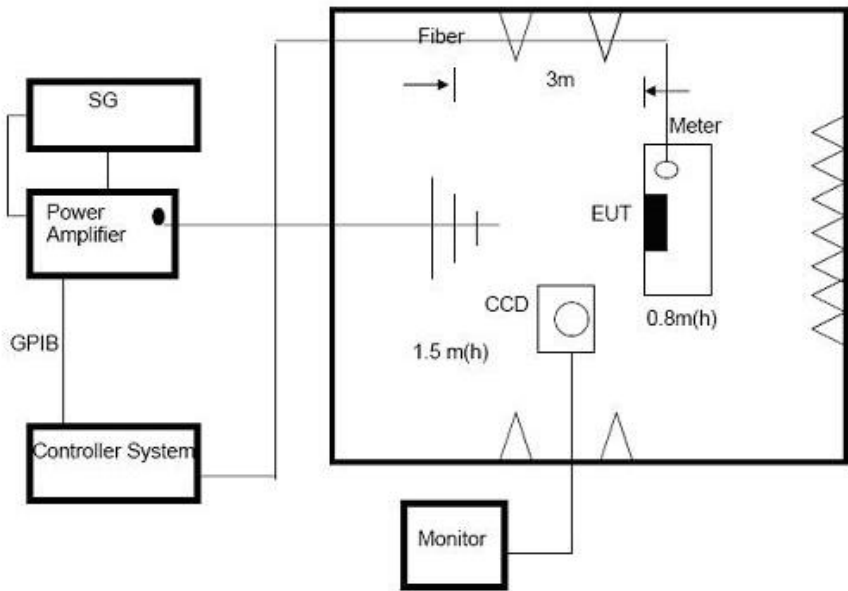 Fiber
3m
SG
Meter
Power
Amplifier
EUT
CCD
0.8m(h)
GPIB
1.5 m(h)
Controller System
Monitor